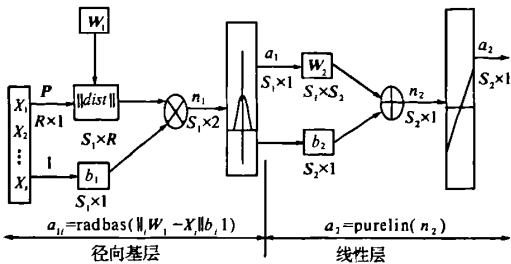 W₁
X₁
X₂
⋮
Xₛ
P
R×1
1
‖dist‖
S₁×R
b₁
S₁×1
n₁
S₁×2
a₁
S₁×1
W₂
S₁×S₂
b₂
S₂×1
n₂
S₂×1
a₂
S₂×1
a₁ᵢ=radbas(‖ᵢW₁−Xᵢ‖bᵢ1)
a₂=purelin(n₂)
径向基层
线性层